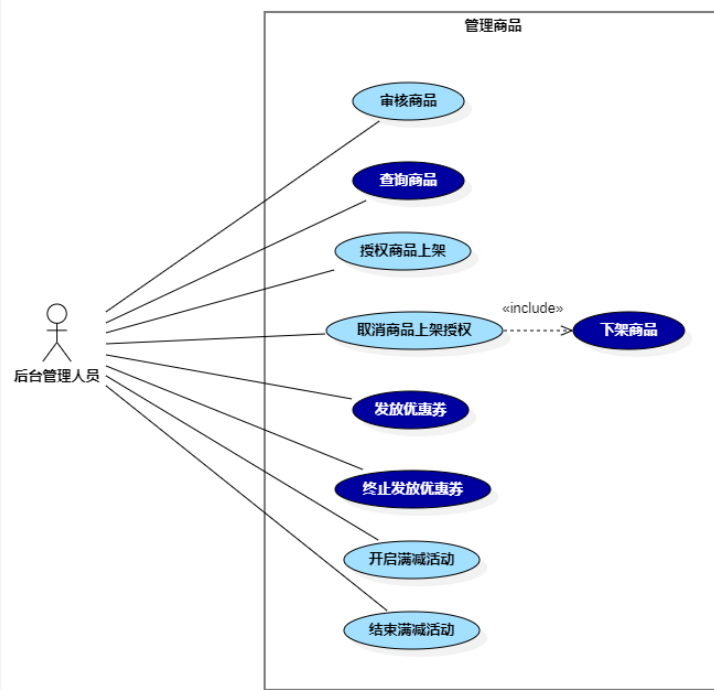 管理商品
审核商品
查询商品
授权商品上架
取消商品上架授权
«include»
下架商品
后台管理人员
发放优惠券
终止发放优惠券
开启满减活动
结束满减活动